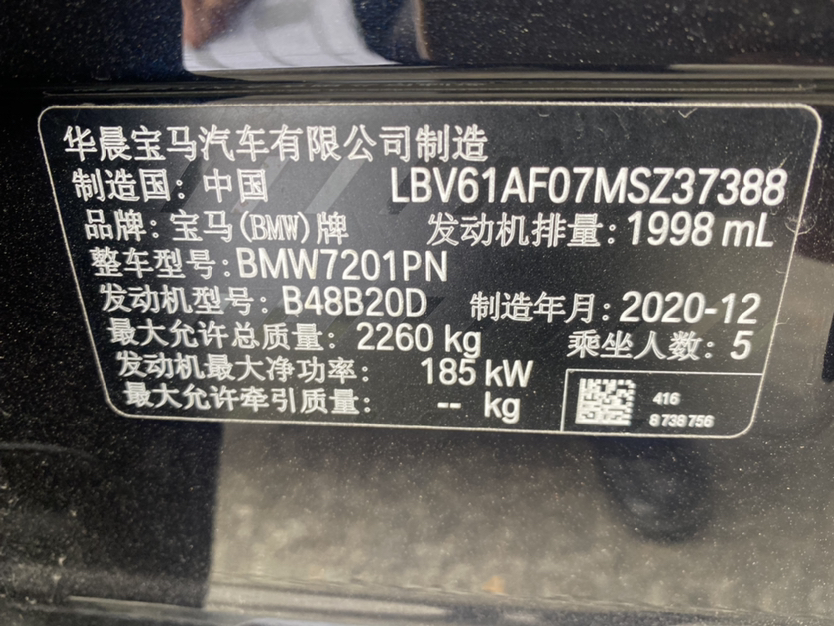 华晨宝马汽车有限公司制造
制造国: 中国 LBV61AF07MSZ37388
品牌: 宝马(BMW)牌 发动机排量: 1998 mL
整车型号: BMW7201PN
发动机型号: B48B20D 制造年月: 2020-12
最大允许总质量: 2260 kg 乘坐人数: 5
发动机最大净功率: 185 kW
最大允许牵引质量: -- kg
416
8738756